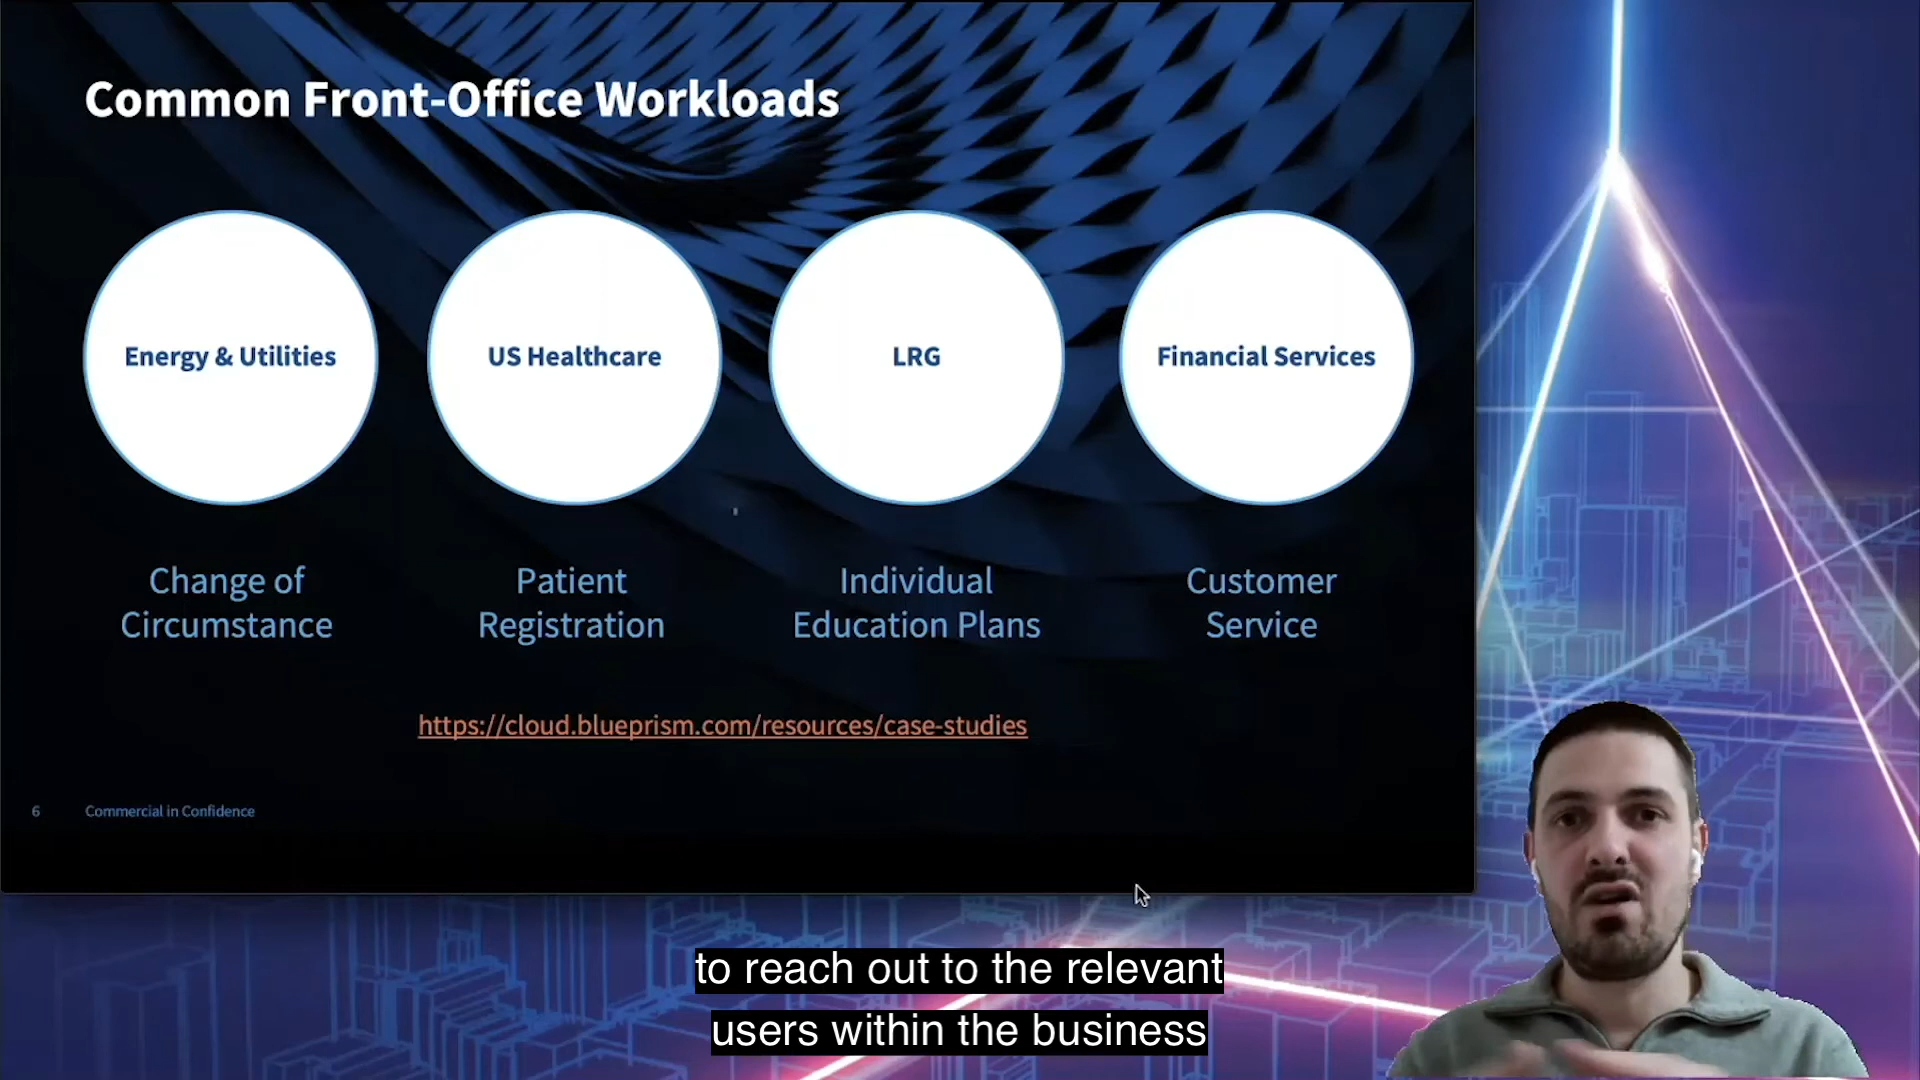 Common Front-Office Workloads
Energy & Utilities
US Healthcare
LRG
Financial Services
Change of
Circumstance
Patient
Registration
Individual
Education Plans
Customer
Service
https://cloud.blueprism.com/resources/case-studies
6
Commercial in Confidence
to reach out to the relevant
users within the business